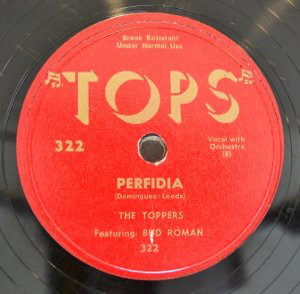 Break Resistant
Under Normal Use
TOPS
322
Vocal with
Orchestra
(B)
PERFIDIA
(Dominguez-Leeds)
THE TOPPERS
Featuring: BUD ROMAN
322